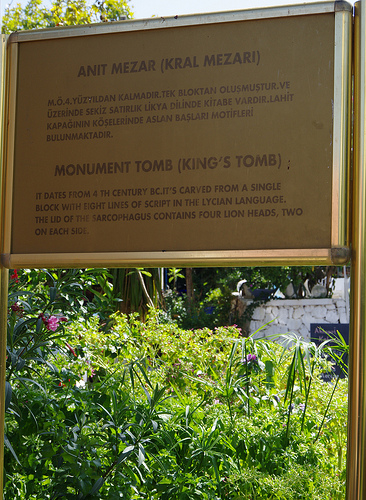 ANIT MEZAR (KRAL MEZARI)
M.Ö.4.YÜZ'YILDAN KALMADIR.TEK BLOKTAN OLUŞMUŞTUR.VE
ÜZERİNDE SEKİZ SATIRLIK LİKYA DİLİNDE KİTABE VARDIR.LAHİT
KAPAĞININ KÖŞELERİNDE ASLAN BAŞLARI MOTİFLERİ
BULUNMAKTADIR.
MONUMENT TOMB (KING'S TOMB)
IT DATES FROM 4 TH CENTURY BC.IT'S CARVED FROM A SINGLE
BLOCK WITH EIGHT LINES OF SCRIPT IN THE LYCIAN LANGUAGE.
THE LID OF THE SARCOPHAGUS CONTAINS FOUR LION HEADS, TWO
ON EACH SIDE.